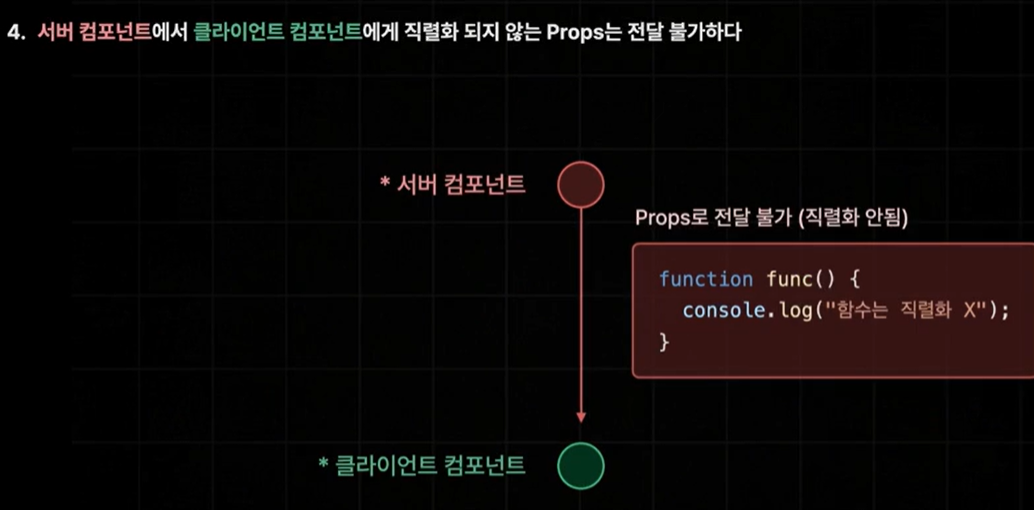 4. 서버 컴포넌트에서 클라이언트 컴포넌트에게 직렬화 되지 않는 Props는 전달 불가하다
* 서버 컴포넌트
Props로 전달 불가 (직렬화 안됨)
function func() {
console.log("함수는 직렬화 X");
}
* 클라이언트 컴포넌트